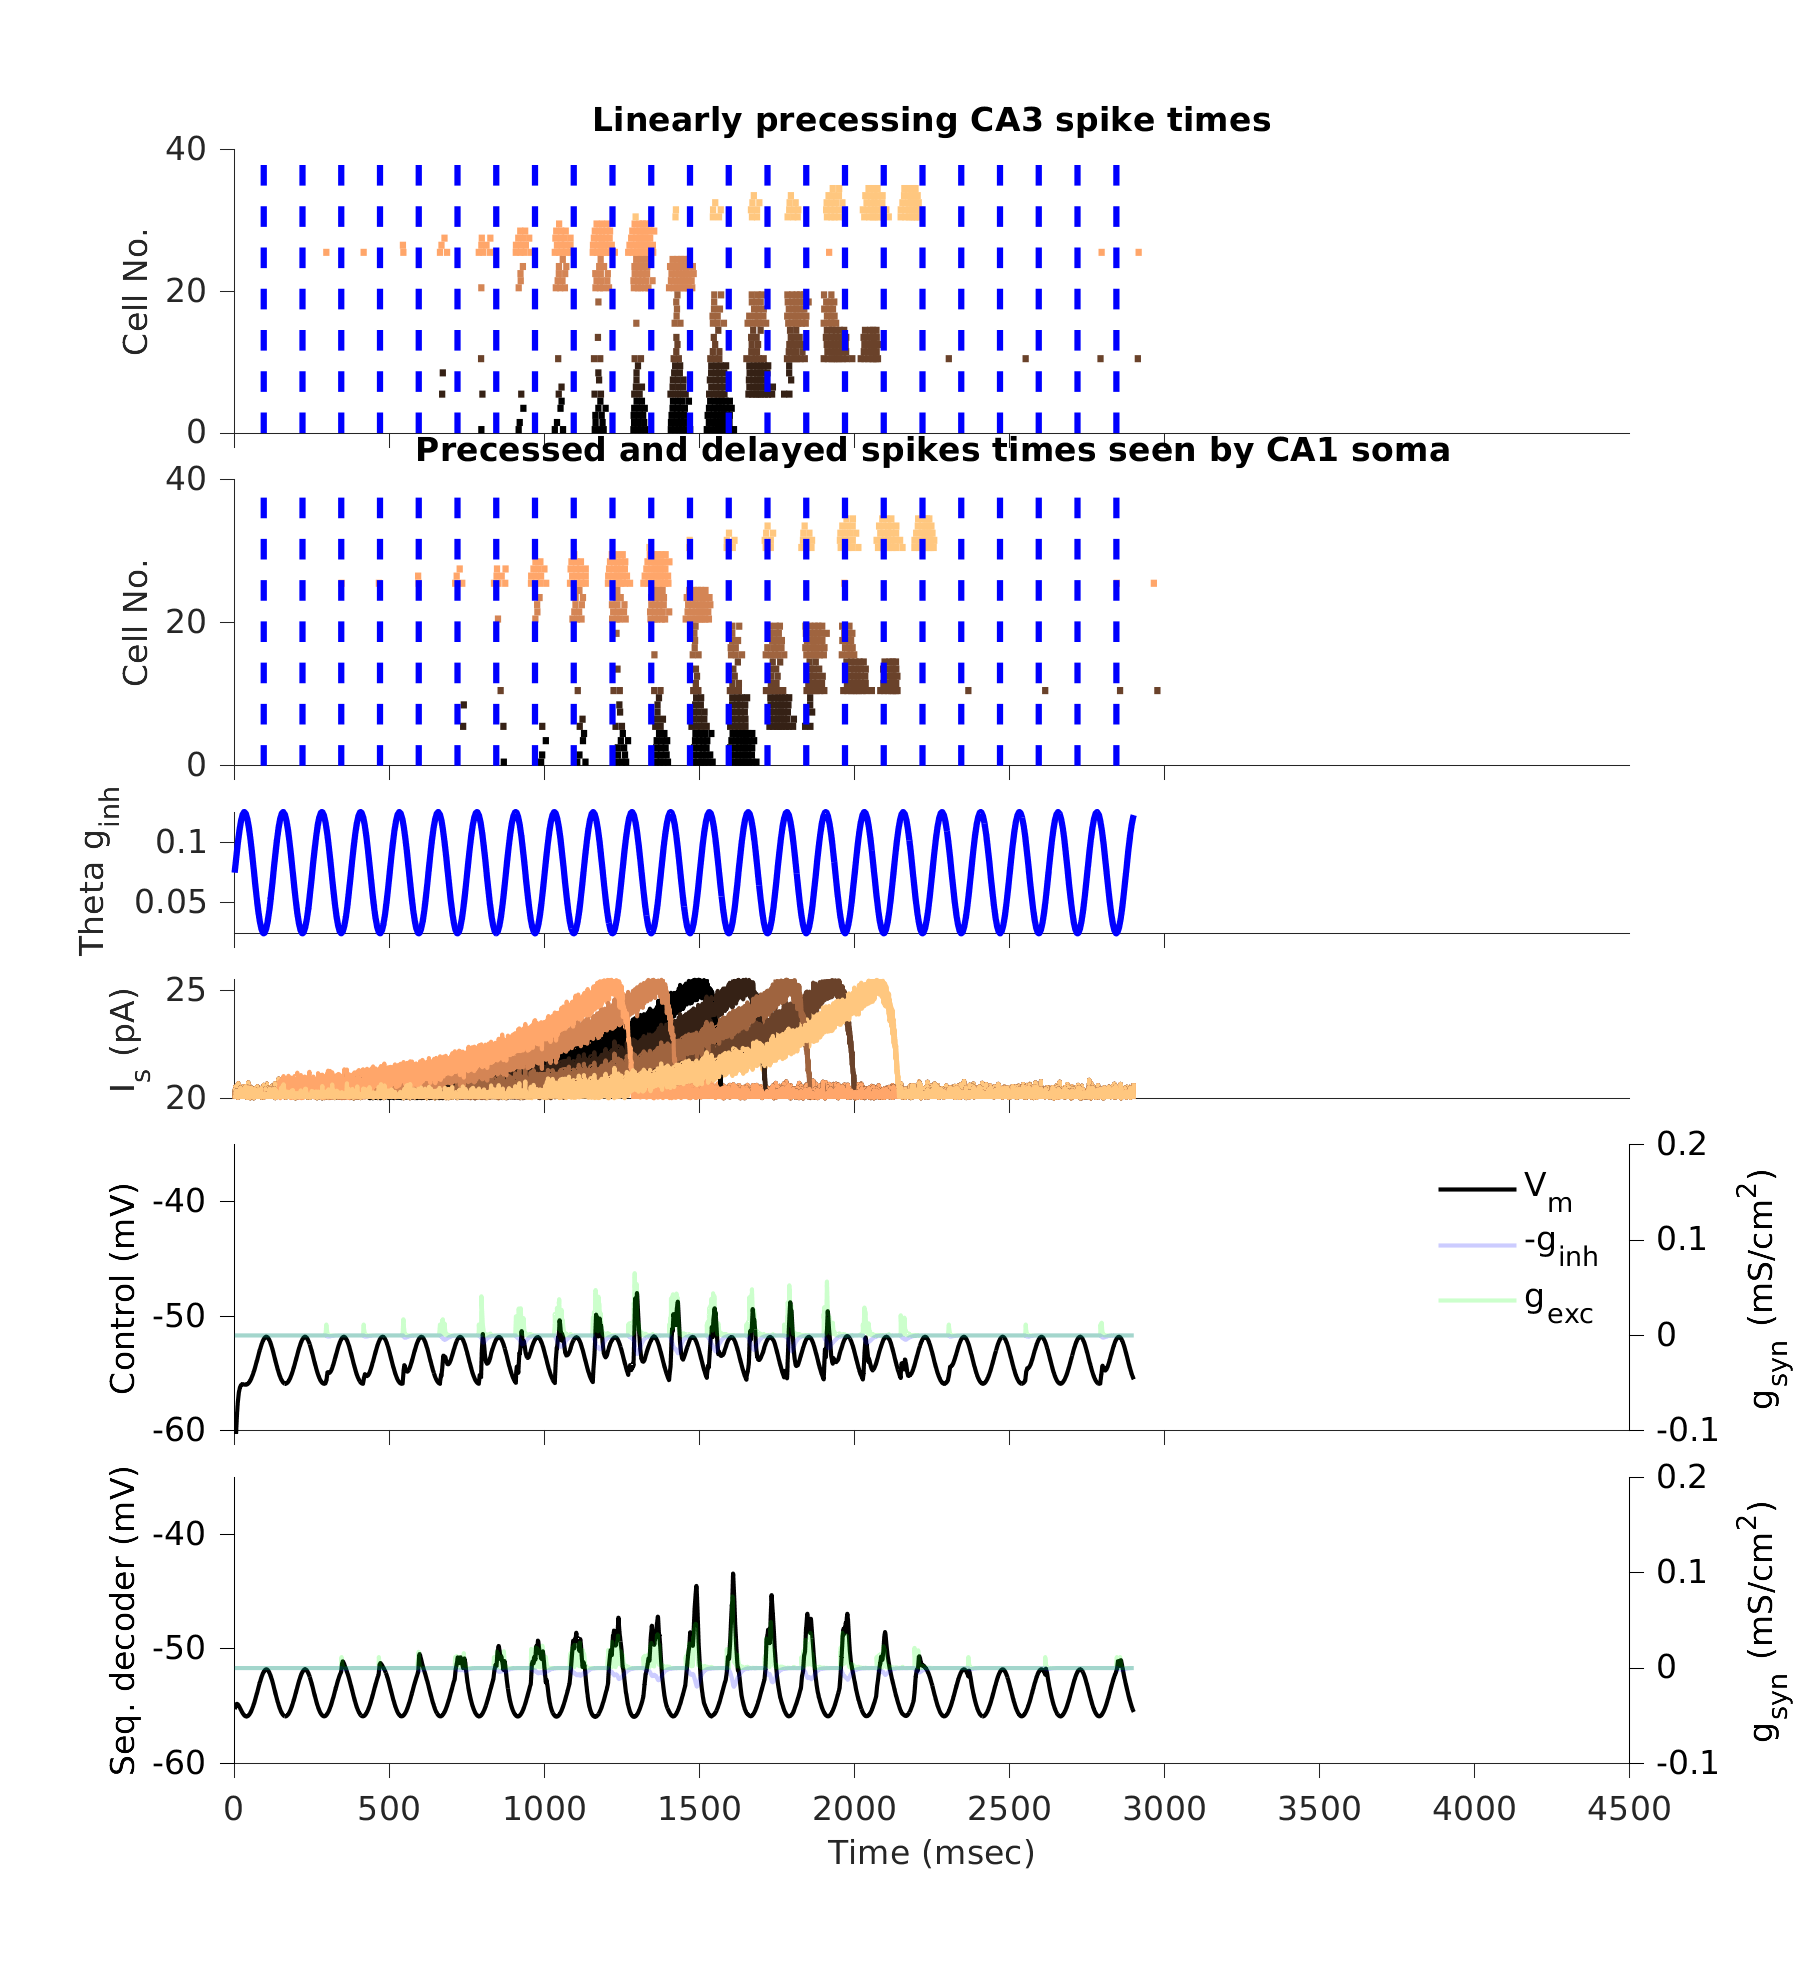 Linearly precessing CA3 spike times
40
20
0
Cell No.
Precessed and delayed spikes times seen by CA1 soma
40
20
0
Cell No.
0.1
0.05
Theta g_inh
25
20
I_s (pA)
-40
-50
-60
Control (mV)
V_m
-g_inh
g_exc
0.2
0.1
0
-0.1
g_syn (mS/cm^2)
-40
-50
-60
Seq. decoder (mV)
0.2
0.1
0
-0.1
g_syn (mS/cm^2)
0 500 1000 1500 2000 2500 3000 3500 4000 4500
Time (msec)